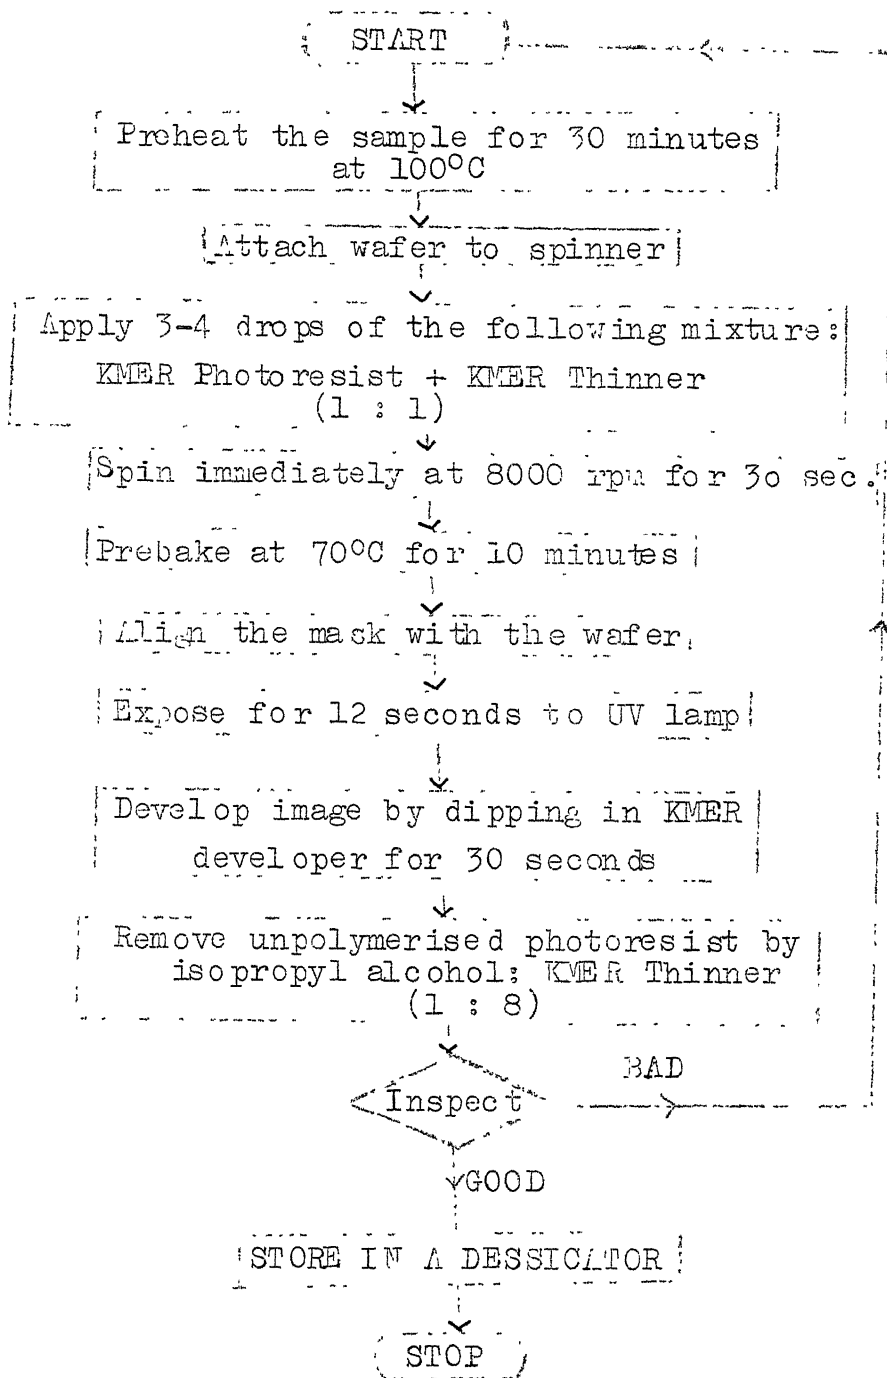 START
Preheat the sample for 30 minutes
at 100°C
Attach wafer to spinner
Apply 3-4 drops of the following mixture:
KMER Photoresist + KMER Thinner
(1 : 1)
Spin immediately at 8000 rpm for 30 sec.
Prebake at 70°C for 10 minutes
Align the mask with the wafer.
Expose for 12 seconds to UV lamp
Develop image by dipping in KMER
developer for 30 seconds
Remove unpolymerised photoresist by
isopropyl alcohol: KMER Thinner
(1 : 8)
BAD
Inspect
GOOD
STORE IN A DESSICATOR
STOP